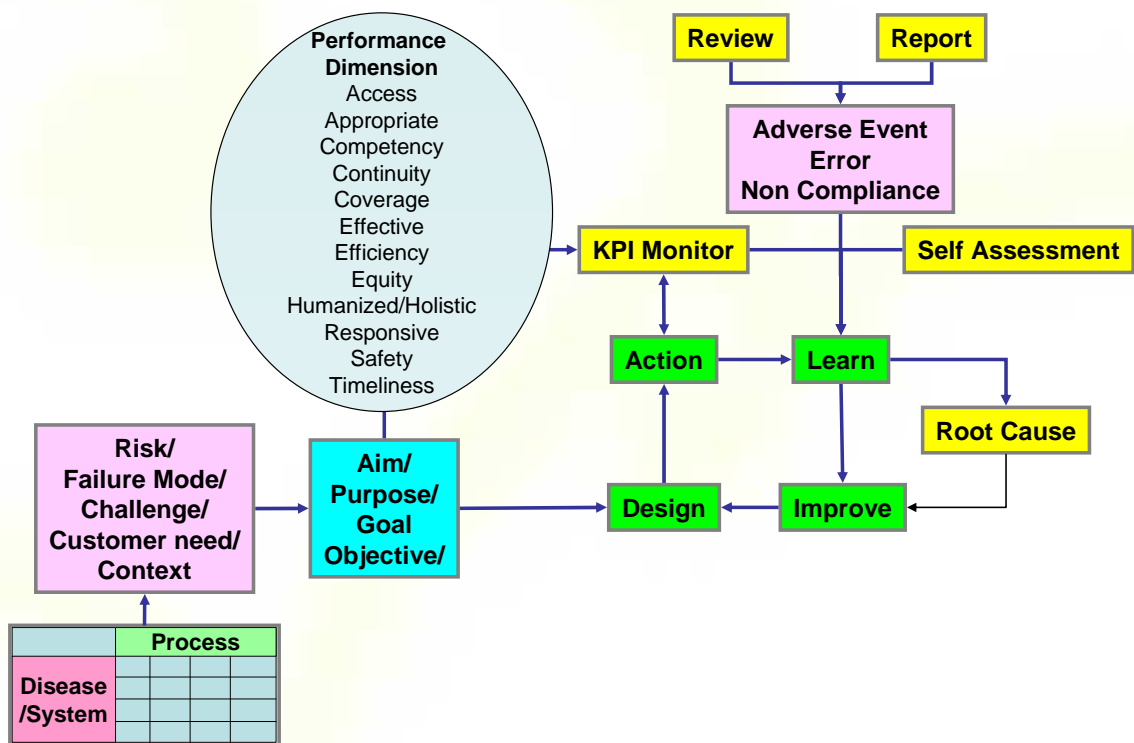 Performance
Dimension
Access
Appropriate
Competency
Continuity
Coverage
Effective
Efficiency
Equity
Humanized/Holistic
Responsive
Safety
Timeliness
Review
Report
Adverse Event
Error
Non Compliance
KPI Monitor
Self Assessment
Action
Learn
Root Cause
Risk/
Failure Mode/
Challenge/
Customer need/
Context
Aim/
Purpose/
Goal
Objective/
Design
Improve
Process
Disease
/System